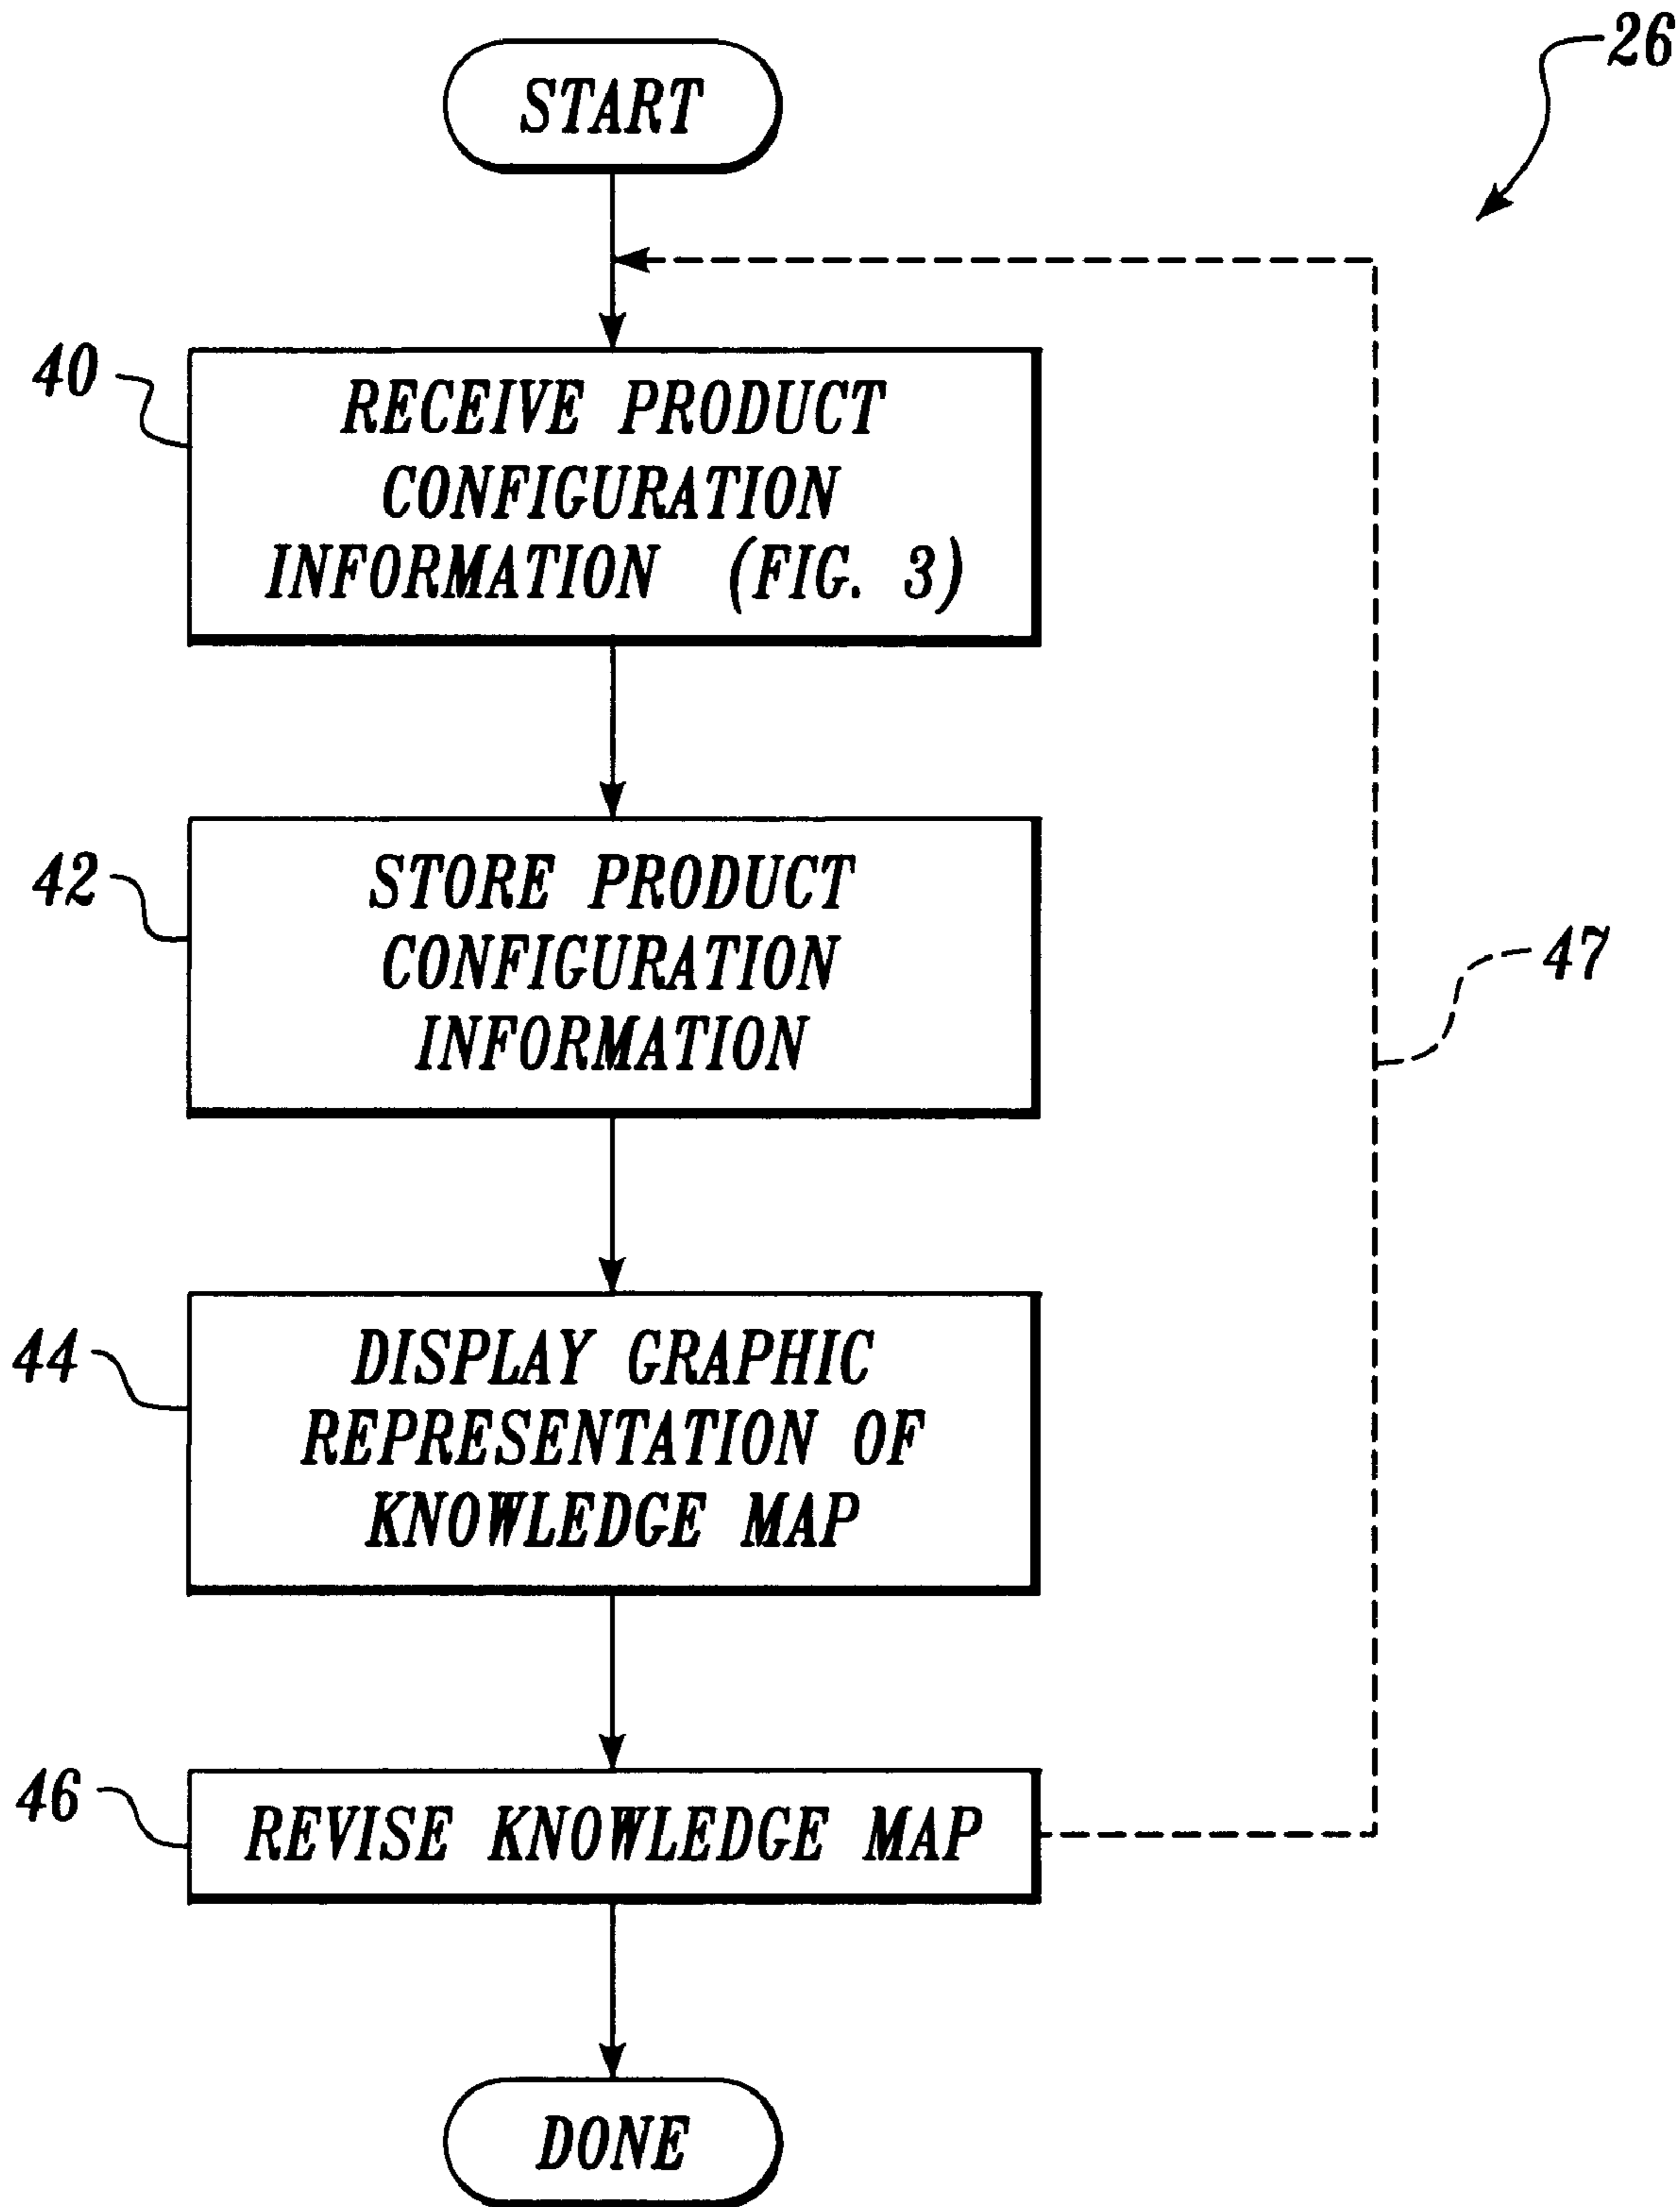 26
START
40
RECEIVE PRODUCT
CONFIGURATION
INFORMATION (FIG. 3)
42
STORE PRODUCT
CONFIGURATION
INFORMATION
47
44
DISPLAY GRAPHIC
REPRESENTATION OF
KNOWLEDGE MAP
46
REVISE KNOWLEDGE MAP
DONE